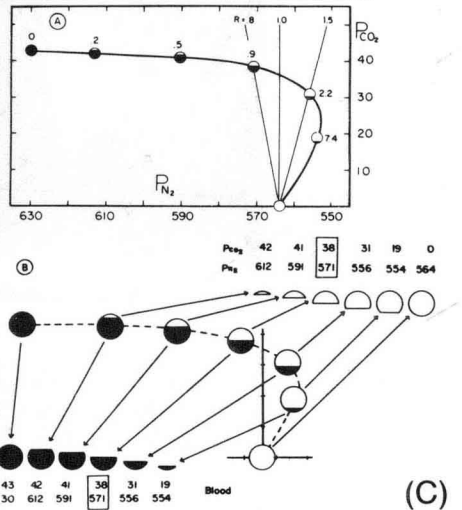 A
R= 8 1.0 1.5 PCO₂
0 2 .5 .9
40
30
2.2
20
7.4
10
PN₂
630 610 590 570 550
Pco₂ 42 41 38 31 19 0
PN₂ 612 591 571 556 554 564
B
43 42 41 38 31 19
30 612 591 571 556 554
Blood
(C)